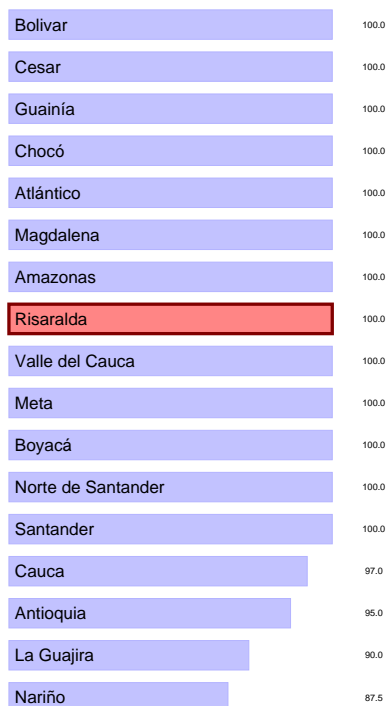 Bolivar 100.0
Cesar 100.0
Guainía 100.0
Chocó 100.0
Atlántico 100.0
Magdalena 100.0
Amazonas 100.0
Risaralda 100.0
Valle del Cauca 100.0
Meta 100.0
Boyacá 100.0
Norte de Santander 100.0
Santander 100.0
Cauca 97.0
Antioquia 95.0
La Guajira 90.0
Nariño 87.5